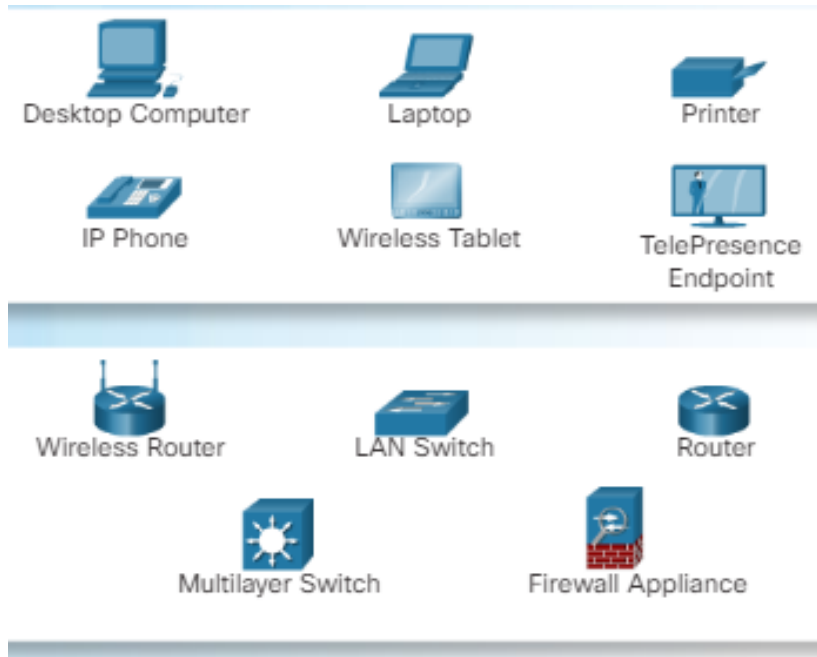 Desktop Computer
Laptop
Printer
IP Phone
Wireless Tablet
TelePresence
Endpoint
Wireless Router
LAN Switch
Router
Multilayer Switch
Firewall Appliance